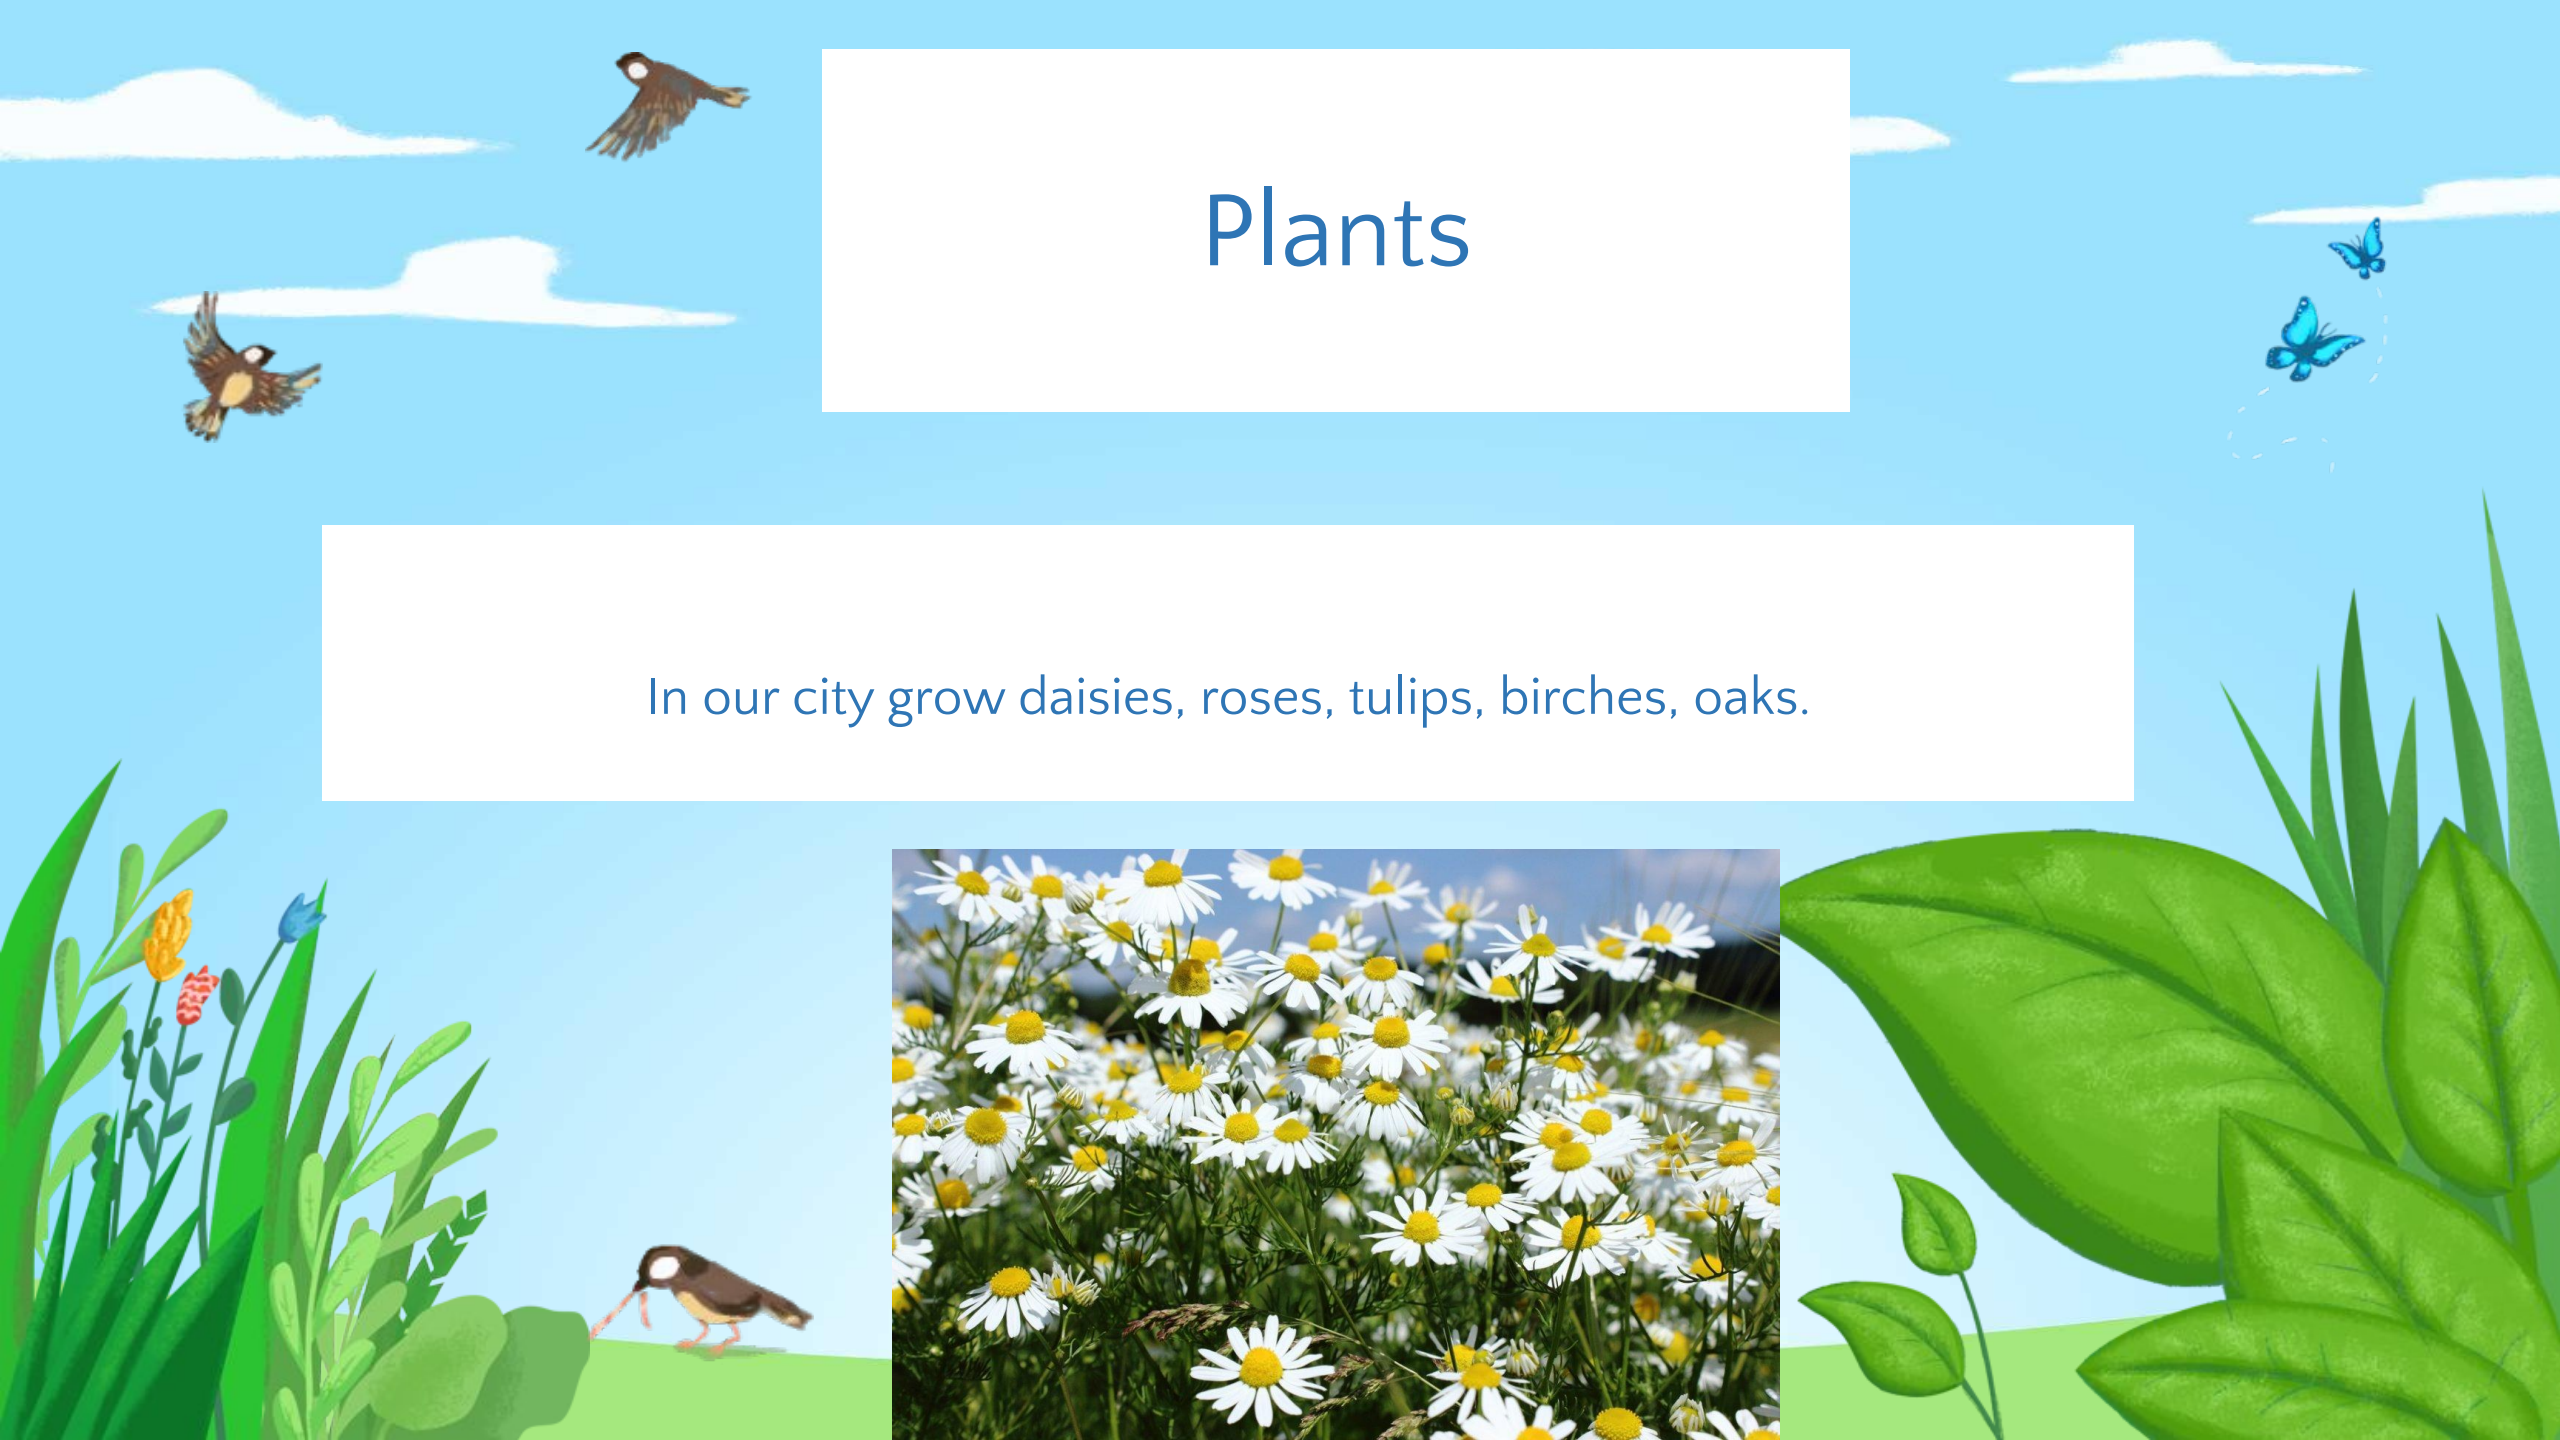 Plants
In our city grow daisies, roses, tulips, birches, oaks.